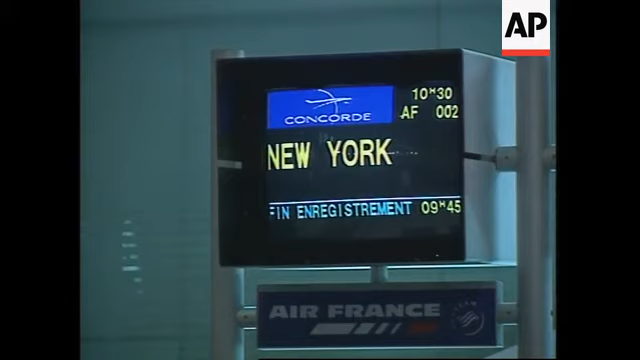 AP
CONCORDE
10H30
AF 002
NEW YORK
FIN ENREGISTREMENT 09H45
AIR FRANCE